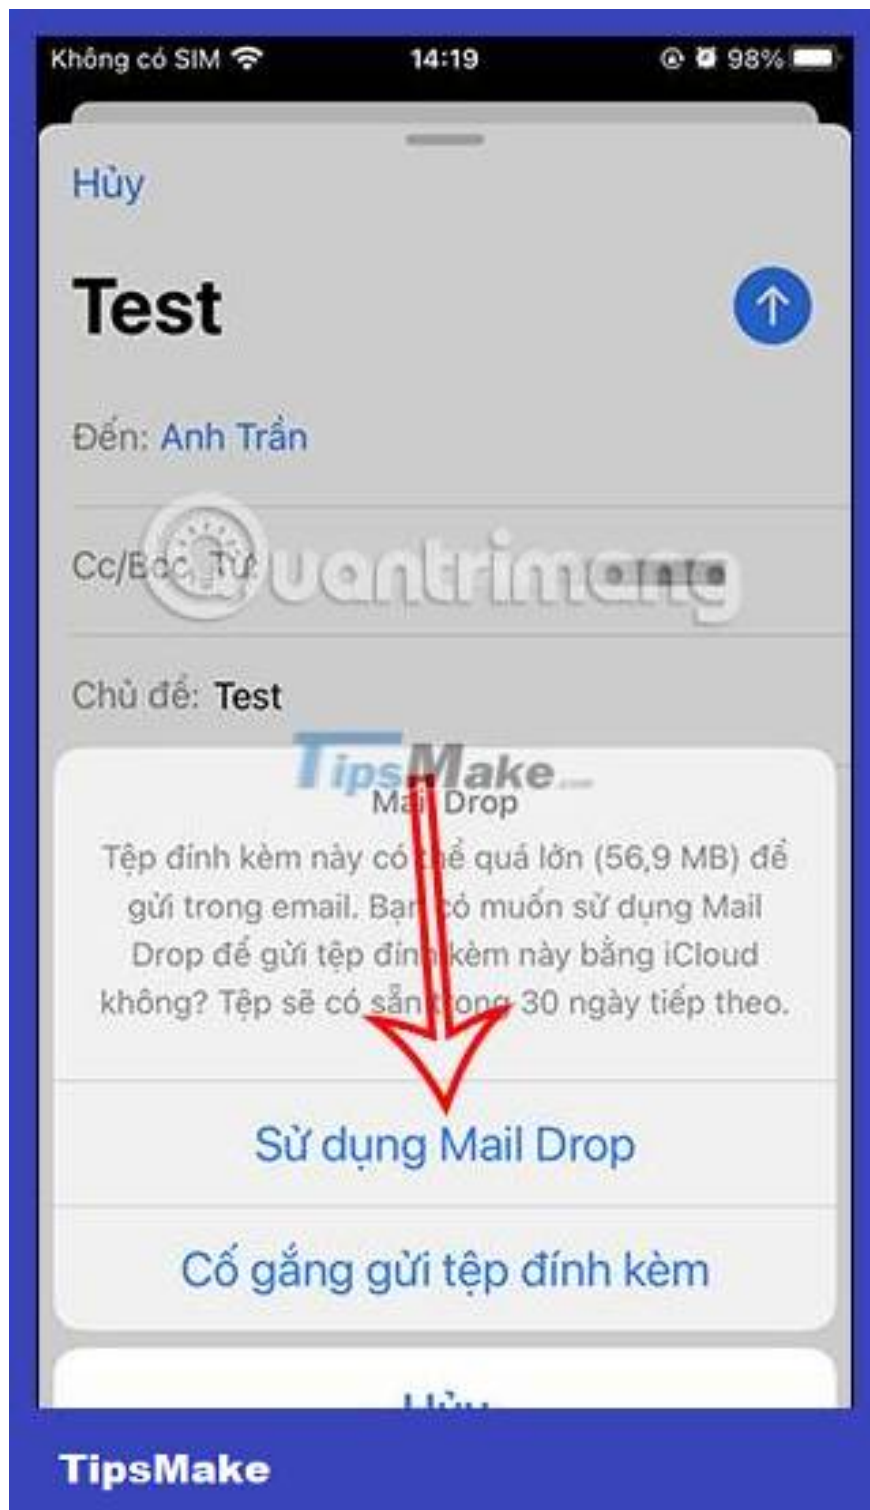 Không có SIM 14:19 98%
Hủy
Test
Đến: Anh Trần
Cc/Bcc, Từ:
Quantrimang
Chủ đề: Test
TipsMake.com
Mail Drop
Tệp đính kèm này có thể quá lớn (56,9 MB) để
gửi trong email. Bạn có muốn sử dụng Mail
Drop để gửi tệp đính kèm này bằng iCloud
không? Tệp sẽ có sẵn trong 30 ngày tiếp theo.
Sử dụng Mail Drop
Cố gắng gửi tệp đính kèm
Hủy
TipsMake